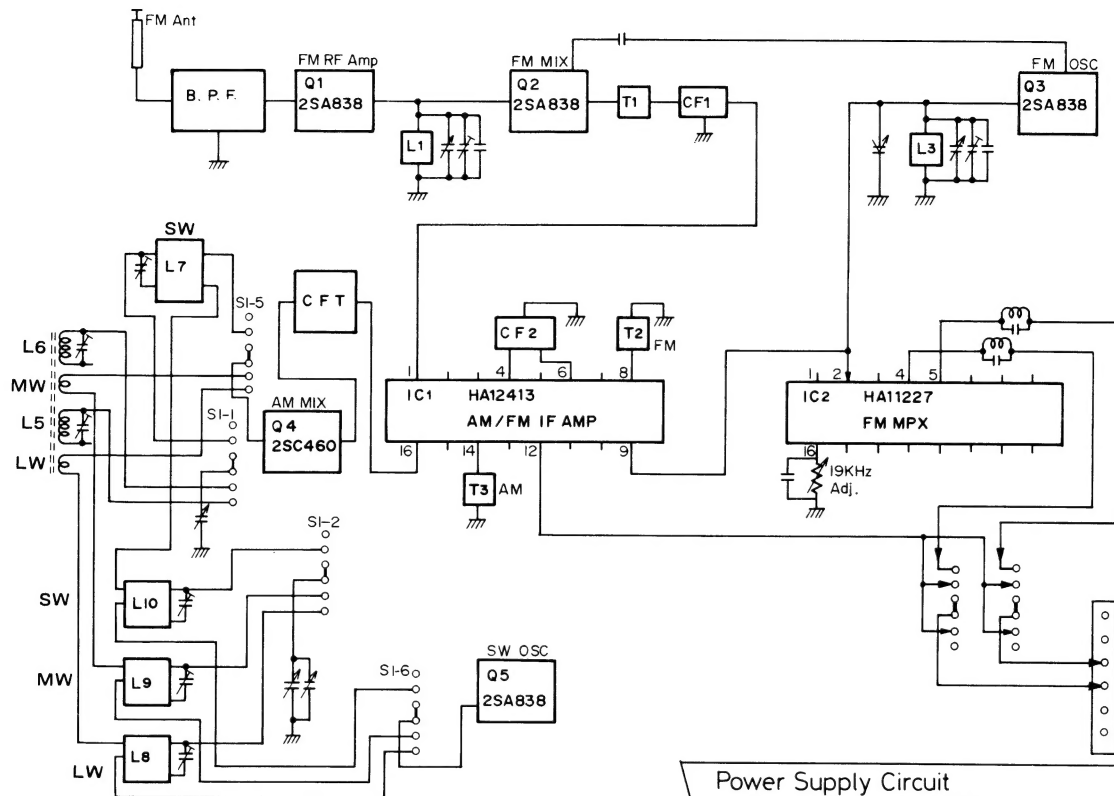 FM Ant
B. P. F.
FM RF Amp
Q1
2SA838
FM MIX
Q2
2SA838
T1
CF1
FM OSC
Q3
2SA838
L1
L3
SW
L7
S1-5
CFT
CF2
T2
FM
L6
MW
L5
LW
S1-1
AM MIX
Q4
2SC460
1
4
6
8
IC1
HA12413
AM/FM IF AMP
16
14
12
9
T3
AM
1
2
4
5
IC2
HA11227
FM MPX
16
19KHz
Adj.
S1-2
SW
L10
MW
L9
LW
L8
S1-6
SW OSC
Q5
2SA838
Power Supply Circuit